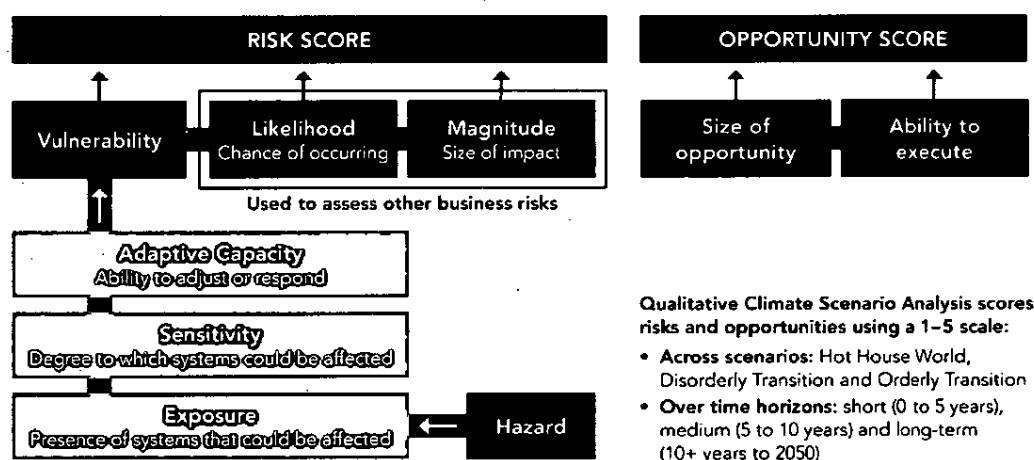 RISK SCORE
OPPORTUNITY SCORE
Vulnerability
Likelihood
Chance of occurring
Magnitude
Size of impact
Size of
opportunity
Ability to
execute
Used to assess other business risks
Adaptive Capacity
Ability to adjust or respond
Sensitivity
Degree to which systems could be affected
Exposure
Presence of systems that could be affected
Hazard
Qualitative Climate Scenario Analysis scores
risks and opportunities using a 1–5 scale:
• Across scenarios: Hot House World,
Disorderly Transition and Orderly Transition
• Over time horizons: short (0 to 5 years),
medium (5 to 10 years) and long-term
(10+ years to 2050)